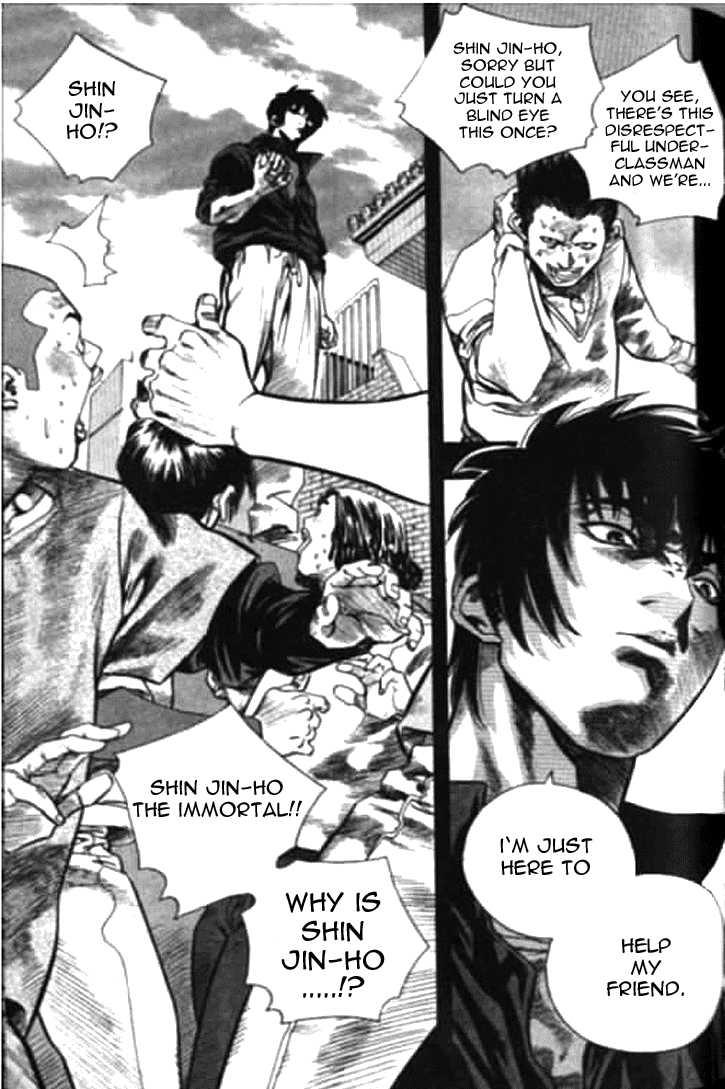 SHIN
JIN-
HO!?
SHIN JIN-HO
THE IMMORTAL!!
WHY IS
SHIN
JIN-HO
.....!?
SHIN JIN-HO,
SORRY BUT
COULD YOU
JUST TURN A
BLIND EYE
THIS ONCE?
YOU SEE,
THERE'S THIS
DISRESPECT-
FUL UNDER-
CLASSMAN
AND WE'RE...
I'M JUST
HERE TO
HELP
MY
FRIEND.